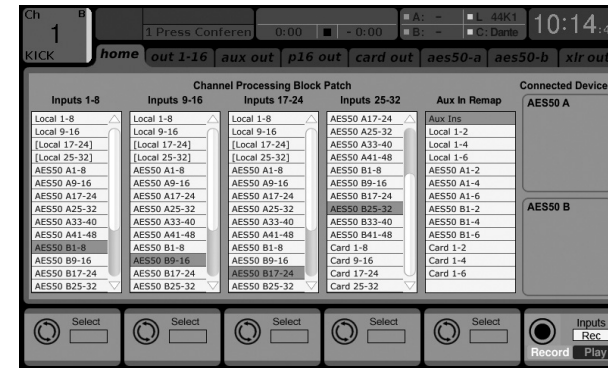 Ch B
1
KICK
1 Press Conferen 0:00 - 0:00
A: - L 44K1
B: - C: Dante
10:14:
home out 1-16 aux out p16 out card out aes50-a aes50-b xlr out
Channel Processing Block Patch
Connected Device
Inputs 1-8
Local 1-8
Local 9-16
[Local 17-24]
[Local 25-32]
AES50 A1-8
AES50 A9-16
AES50 A17-24
AES50 A25-32
AES50 A33-40
AES50 A41-48
AES50 B1-8
AES50 B9-16
AES50 B17-24
AES50 B25-32
Inputs 9-16
Local 1-8
Local 9-16
[Local 17-24]
[Local 25-32]
AES50 A1-8
AES50 A9-16
AES50 A17-24
AES50 A25-32
AES50 A33-40
AES50 A41-48
AES50 B1-8
AES50 B9-16
AES50 B17-24
AES50 B25-32
Inputs 17-24
Local 1-8
Local 9-16
[Local 17-24]
[Local 25-32]
AES50 A1-8
AES50 A9-16
AES50 A17-24
AES50 A25-32
AES50 A33-40
AES50 A41-48
AES50 B1-8
AES50 B9-16
AES50 B17-24
AES50 B25-32
Inputs 25-32
AES50 A17-24
AES50 A25-32
AES50 A33-40
AES50 A41-48
AES50 B1-8
AES50 B9-16
AES50 B17-24
AES50 B25-32
AES50 B33-40
AES50 B41-48
Card 1-8
Card 9-16
Card 17-24
Card 25-32
Aux In Remap
Aux Ins
Local 1-2
Local 1-4
Local 1-6
AES50 A1-2
AES50 A1-4
AES50 A1-6
AES50 B1-2
AES50 B1-4
AES50 B1-6
Card 1-2
Card 1-4
Card 1-6
AES50 A
AES50 B
Select Select Select Select Select
Inputs
Rec
Record Play